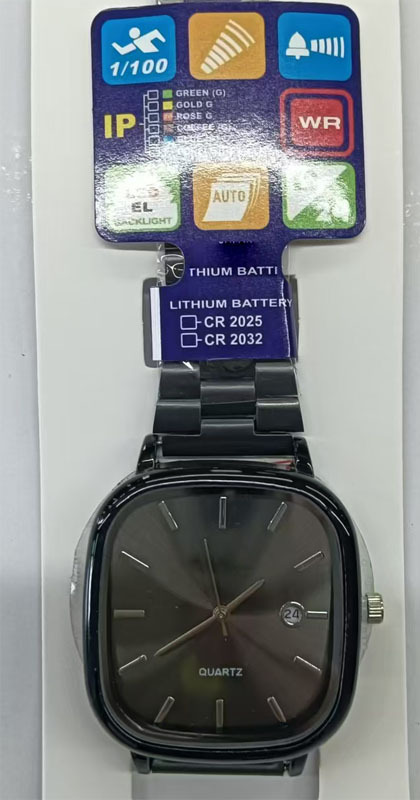 1/100
IP
GREEN (G)
GOLD G
ROSE G
COFFEE (G)
WR
EL
BACKLIGHT
AUTO
THIUM BATTI
LITHIUM BATTERY
CR 2025
CR 2032
24
QUARTZ